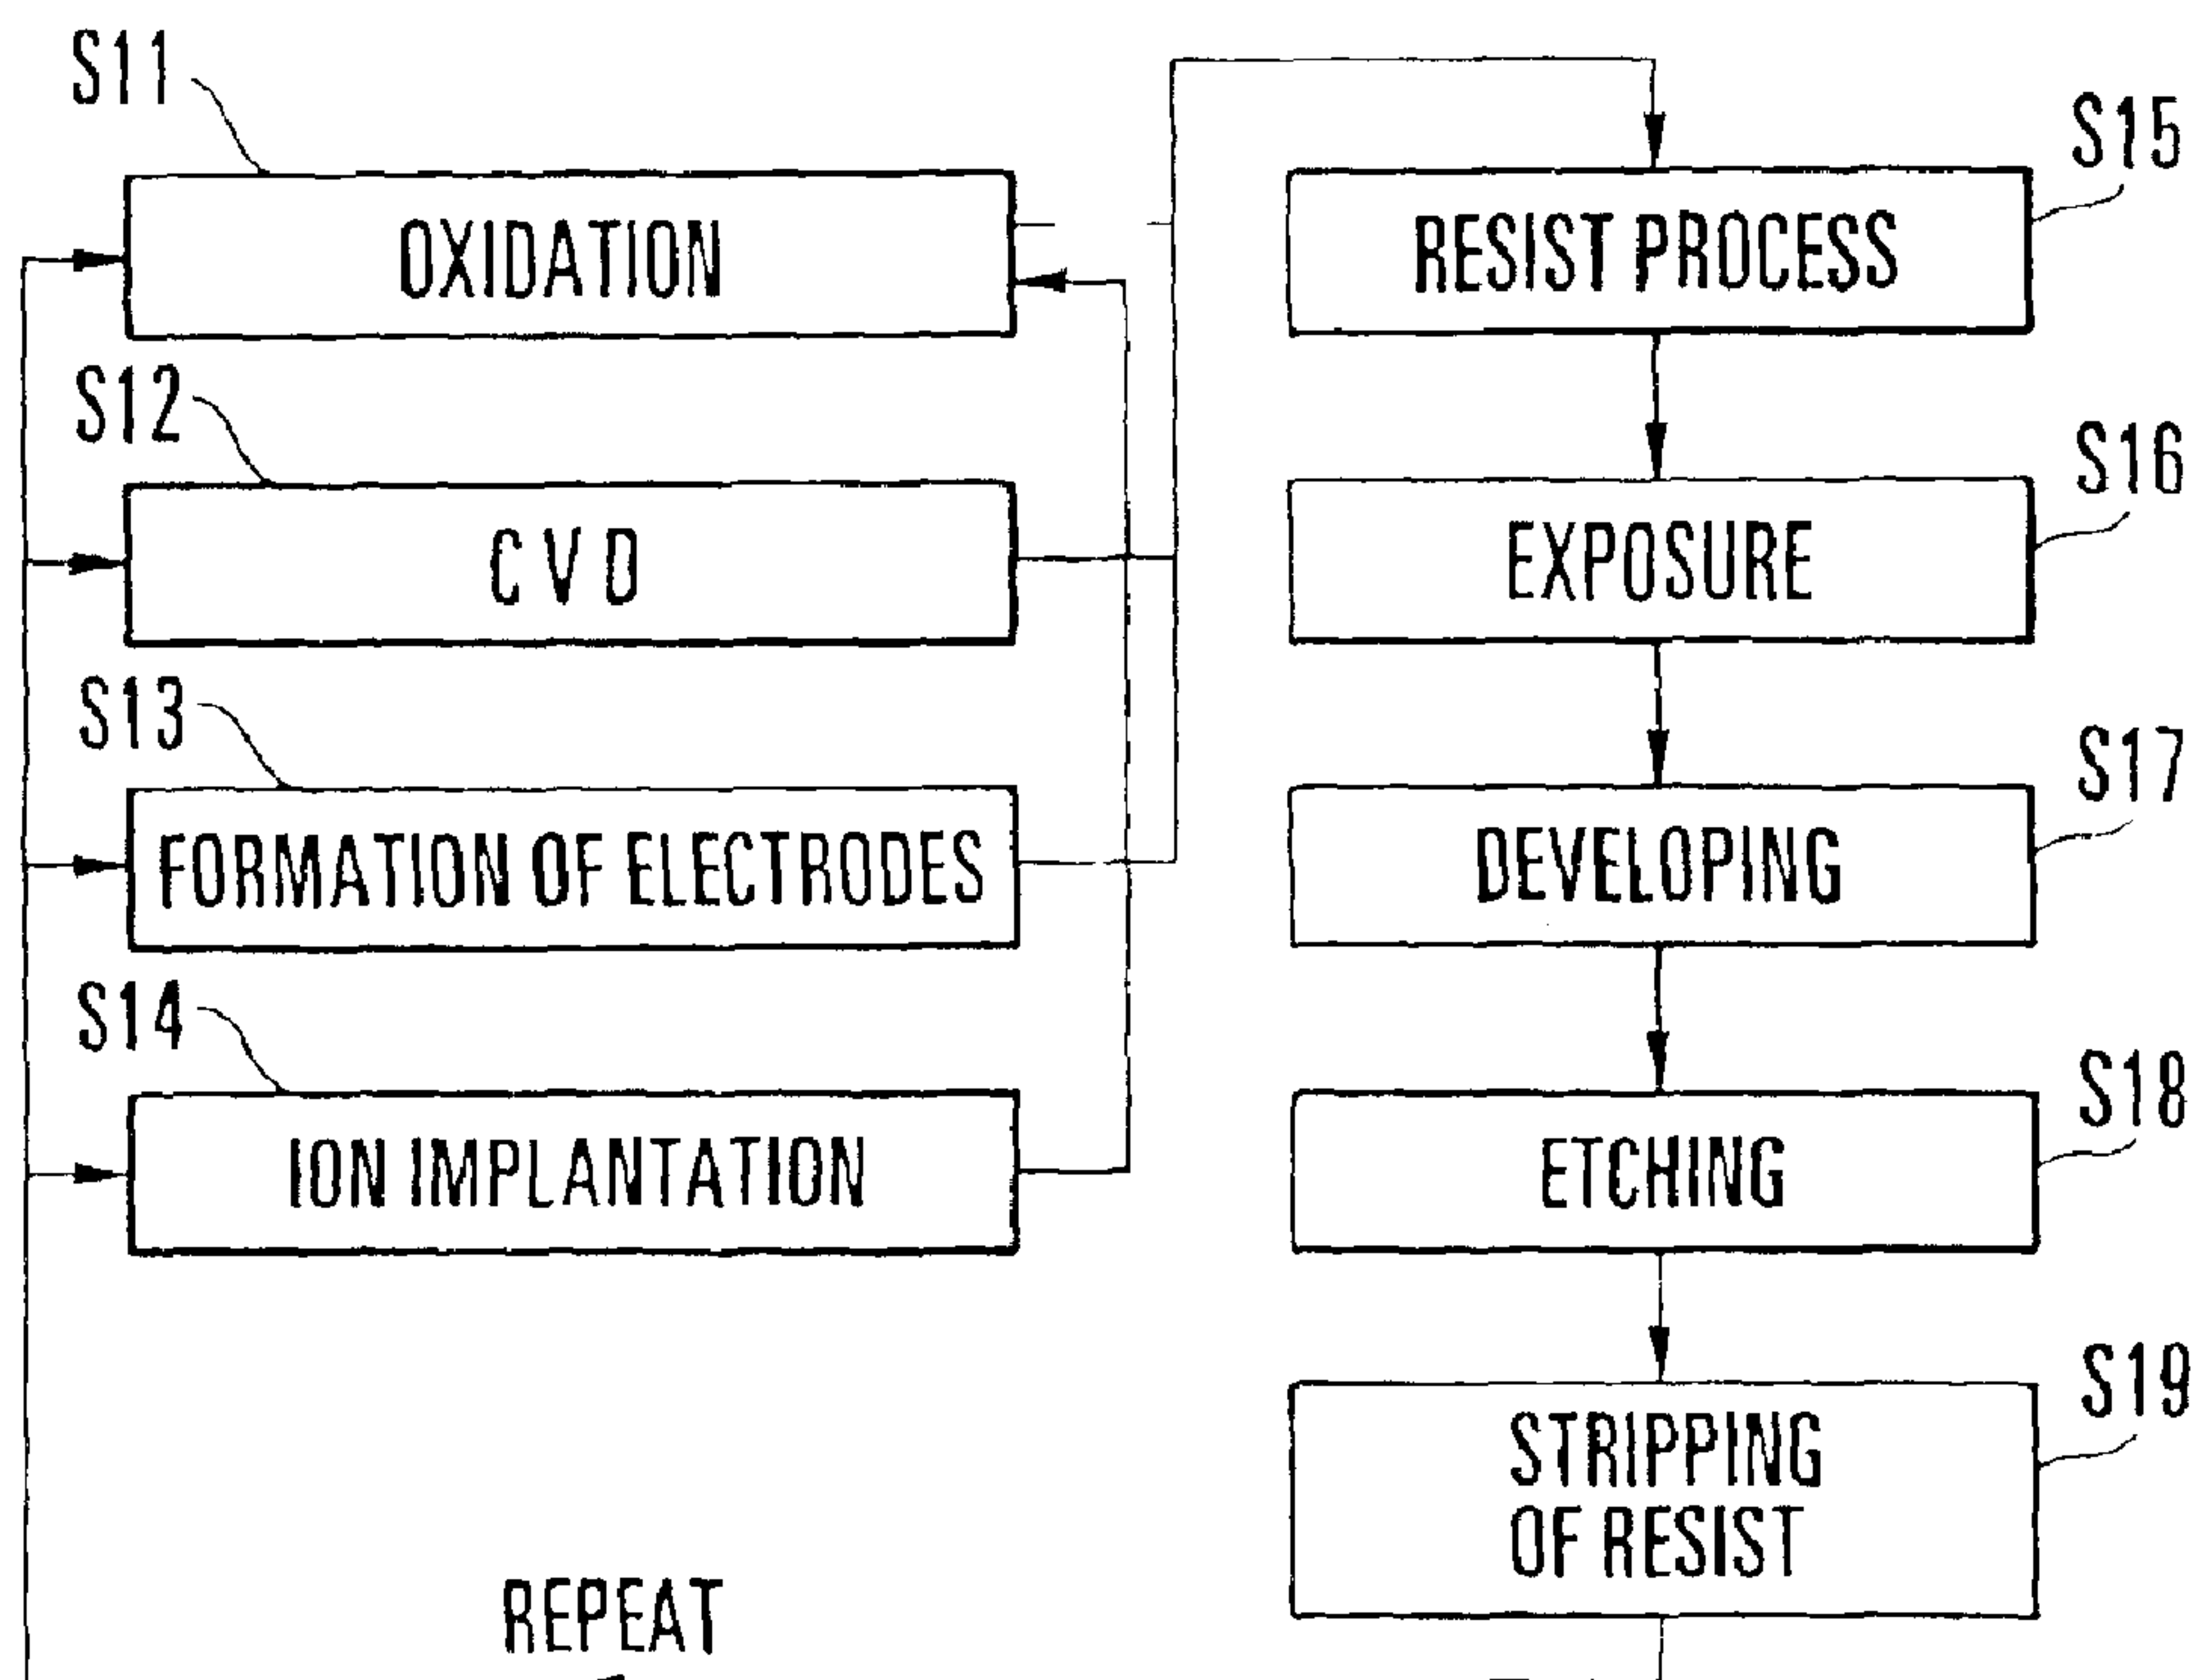 S11
OXIDATION
S12
CVD
S13
FORMATION OF ELECTRODES
S14
ION IMPLANTATION
REPEAT
S15
RESIST PROCESS
S16
EXPOSURE
S17
DEVELOPING
S18
ETCHING
S19
STRIPPING
OF RESIST